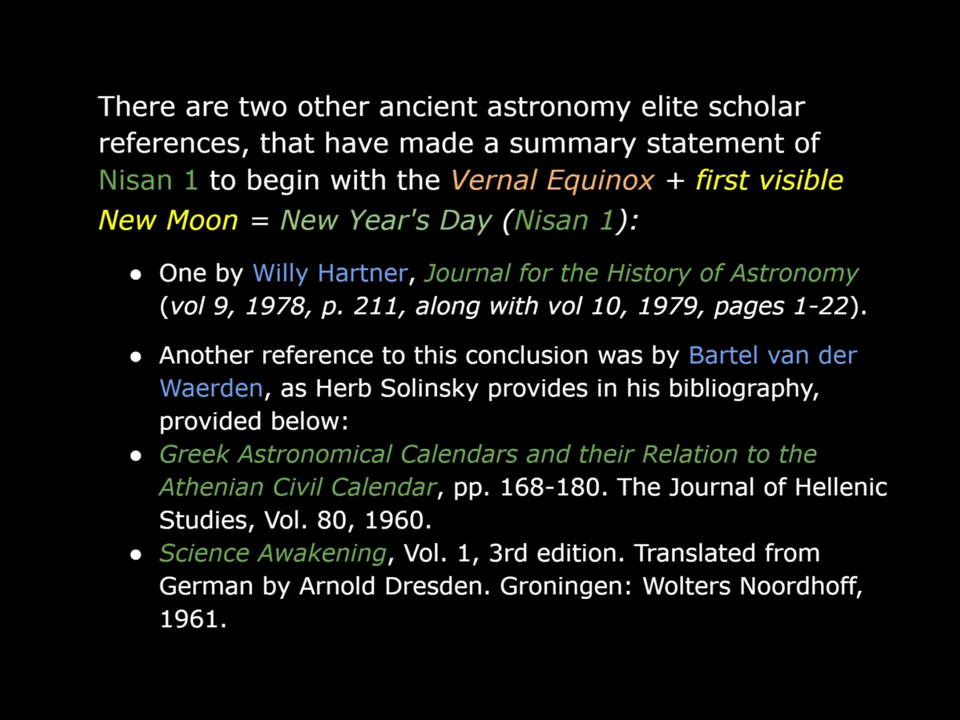 There are two other ancient astronomy elite scholar
references, that have made a summary statement of
Nisan 1 to begin with the Vernal Equinox + first visible
New Moon = New Year's Day (Nisan 1):
● One by Willy Hartner, Journal for the History of Astronomy
(vol 9, 1978, p. 211, along with vol 10, 1979, pages 1-22).
● Another reference to this conclusion was by Bartel van der
Waerden, as Herb Solinsky provides in his bibliography,
provided below:
● Greek Astronomical Calendars and their Relation to the
Athenian Civil Calendar, pp. 168-180. The Journal of Hellenic
Studies, Vol. 80, 1960.
● Science Awakening, Vol. 1, 3rd edition. Translated from
German by Arnold Dresden. Groningen: Wolters Noordhoff,
1961.